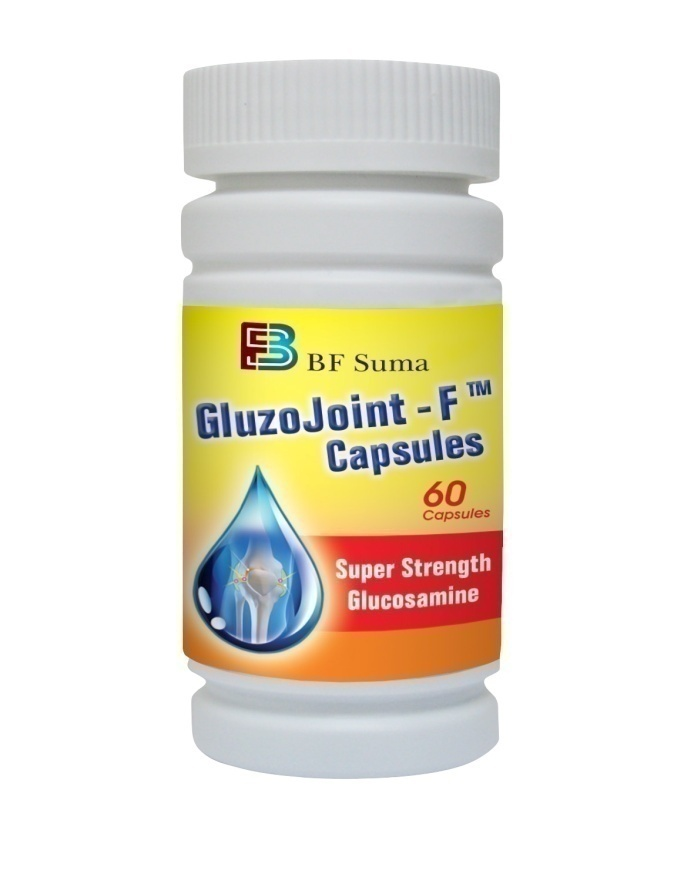 BF Suma
GluzoJoint - F ™
Capsules
60
Capsules
Super Strength
Glucosamine